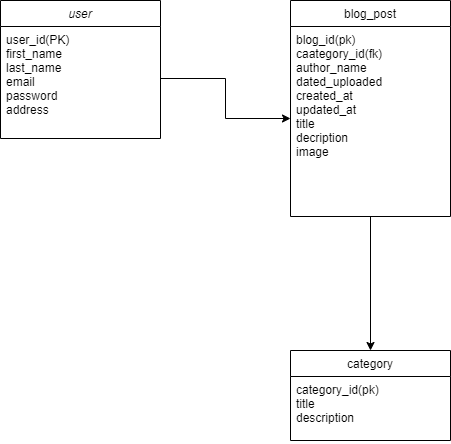 user
user_id(PK)
first_name
last_name
email
password
address
blog_post
blog_id(pk)
caategory_id(fk)
author_name
dated_uploaded
created_at
updated_at
title
decription
image
category
category_id(pk)
title
description